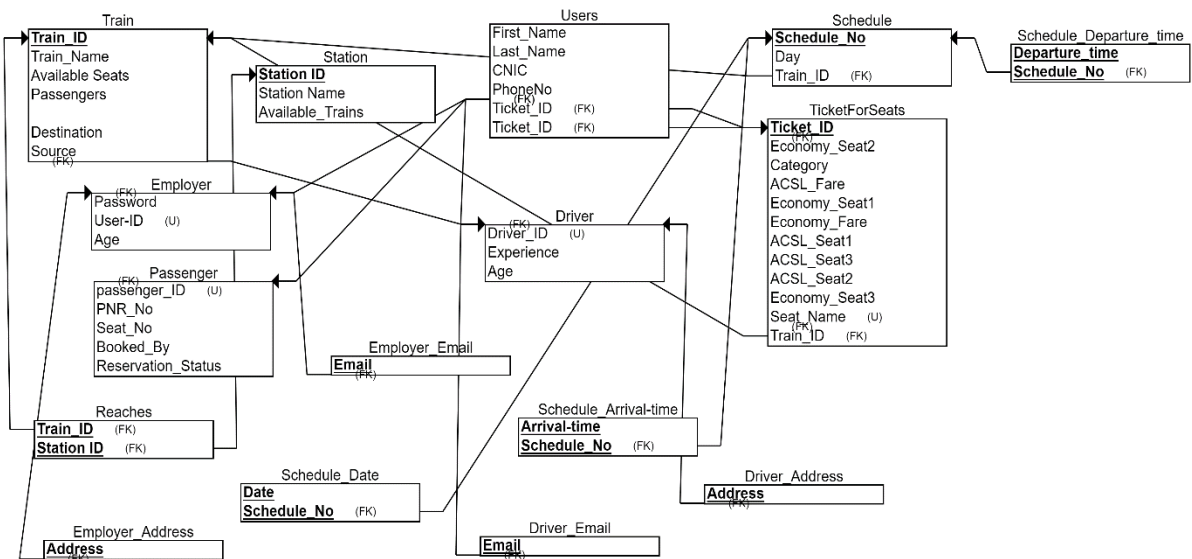 Train
Train_ID
Train_Name
Available Seats
Passengers
Destination
Source
(FK)
Station
Station ID
Station Name
Available_Trains
Users
First_Name
Last_Name
CNIC
PhoneNo
(FK)
Ticket_ID (FK)
Ticket_ID (FK)
Schedule
Schedule_No
Day
Train_ID (FK)
Schedule_Departure_time
Departure_time
Schedule_No (FK)
TicketForSeats
Ticket_ID
(FK)
Economy_Seat2
Category
ACSL_Fare
Economy_Seat1
Economy_Fare
ACSL_Seat1
ACSL_Seat3
ACSL_Seat2
Economy_Seat3
Seat_Name (U)
(FK)
Train_ID (FK)
Employer
(FK)
Password
User-ID (U)
Age
Driver
(FK)
Driver_ID (U)
Experience
Age
Passenger
(FK)
passenger_ID (U)
PNR_No
Seat_No
Booked_By
Reservation_Status
Employer_Email
Email
(FK)
Reaches
Train_ID (FK)
Station ID (FK)
Schedule_Arrival-time
Arrival-time
Schedule_No (FK)
Schedule_Date
Date
Schedule_No (FK)
Driver_Address
Address
(FK)
Employer_Address
Address
(FK)
Driver_Email
Email
(FK)